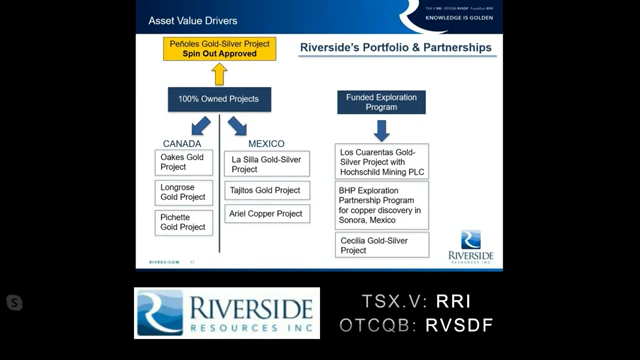 Asset Value Drivers
TSX.V: RRI OTCQB: RVSDF Frankfurt: R99
KNOWLEDGE IS GOLDEN
Peñoles Gold-Silver Project
Spin Out Approved
Riverside's Portfolio & Partnerships
100% Owned Projects
Funded Exploration
Program
CANADA
MEXICO
Oakes Gold
Project
Longrose
Gold Project
Pichette
Gold Project
La Silla Gold-Silver
Project
Tajitos Gold Project
Ariel Copper Project
Los Cuarentas Gold-
Silver Project with
Hochschild Mining PLC
BHP Exploration
Partnership Program
for copper discovery in
Sonora, Mexico
Cecilia Gold-Silver
Project
RIVRES.COM
RIVERSIDE
RESOURCES INC
RIVERSIDE
RESOURCES INC
TSX.V: RRI
OTCQB: RVSDF